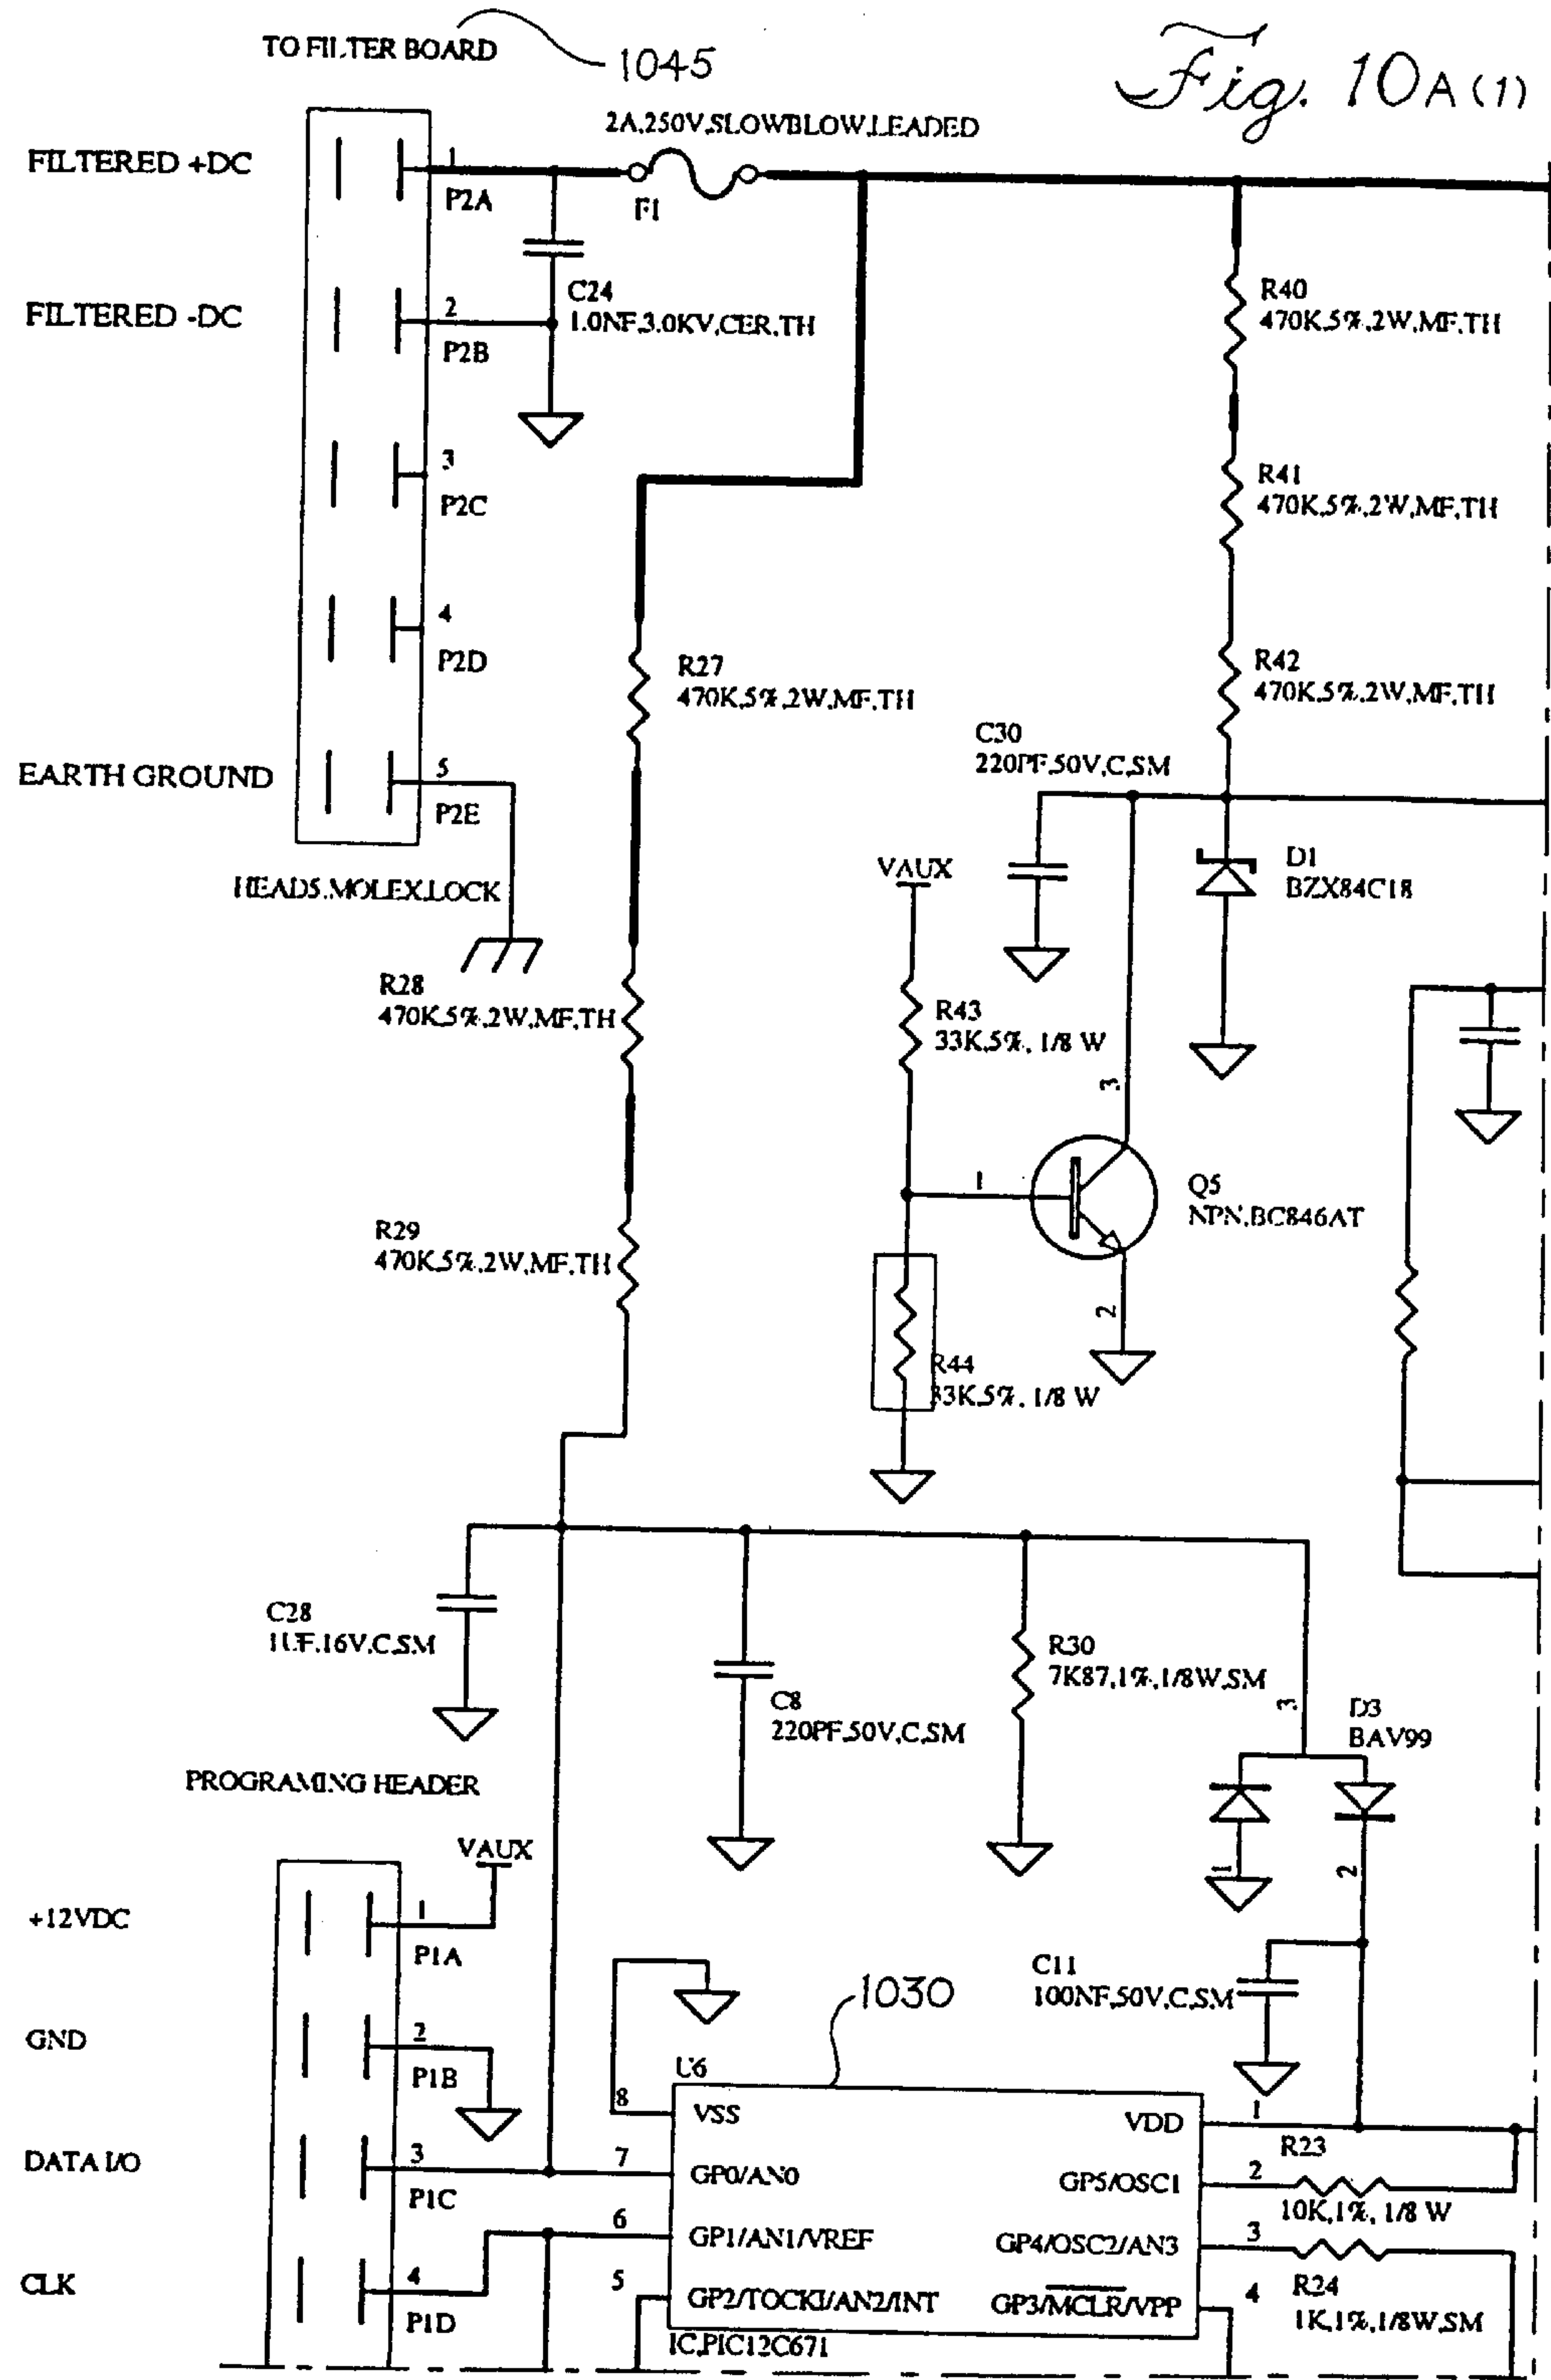 TO FILTER BOARD
1045
Fig. 10A(1)
2A,250V,SLOWBLOW,LEADED
FILTERED +DC
1
P2A
F1
C24
1.0NF,3.0KV,CER,TH
FILTERED -DC
2
P2B
R40
470K,5%,2W,MF,TH
3
P2C
R41
470K,5%,2W,MF,TH
4
P2D
R27
470K,5%,2W,MF,TH
R42
470K,5%,2W,MF,TH
C30
220PF,50V,C,SM
EARTH GROUND
5
P2E
HEAD5,MOLEX,LOCK
VAUX
D1
BZX84C18
R28
470K,5%,2W,MF,TH
R43
33K,5%, 1/8 W
3
1
Q5
NPN,BC846AT
2
R29
470K,5%,2W,MF,TH
R44
33K,5%, 1/8 W
C28
1UF,16V,C,SM
C8
220PF,50V,C,SM
R30
7K87,1%,1/8W,SM
3
D3
BAV99
1
2
PROGRAMING HEADER
VAUX
+12VDC
1
P1A
C11
100NF,50V,C,SM
1030
GND
2
P1B
U6
8
VSS
VDD
1
DATA I/O
3
P1C
7
GP0/AN0
GP5/OSC1
2
R23
10K,1%, 1/8 W
6
GP1/AN1/VREF
GP4/OSC2/AN3
3
CLK
4
P1D
5
GP2/TOCKI/AN2/INT
GP3/MCLR/VPP
4
R24
1K,1%,1/8W,SM
IC,PIC12C671